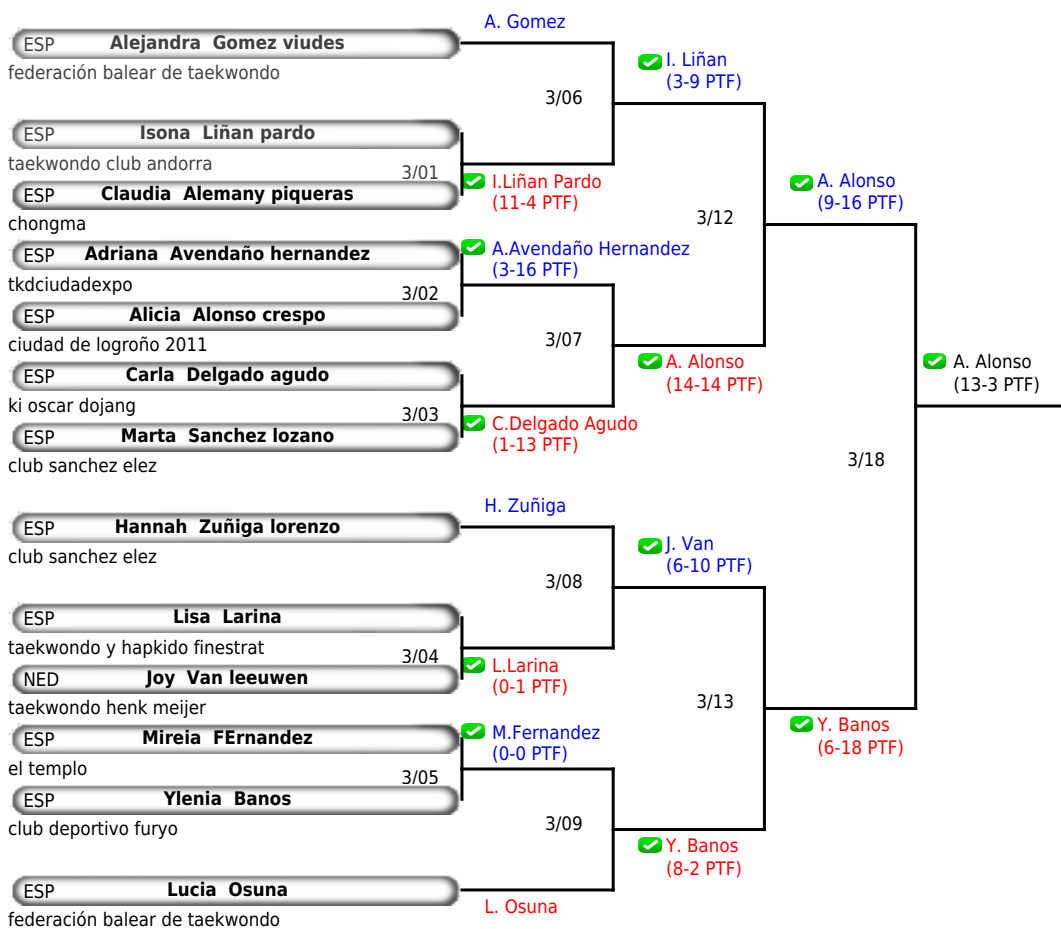 A. Gomez
ESP Alejandra Gomez viudes
federación balear de taekwondo
I. Liñan
(3-9 PTF)
3/06
ESP Isona Liñan pardo
taekwondo club andorra
3/01
I.Liñan Pardo
(11-4 PTF)
ESP Claudia Alemany piqueras
chongma
A. Alonso
(9-16 PTF)
3/12
ESP Adriana Avendaño hernandez
tkdciudadexpo
A.Avendaño Hernandez
(3-16 PTF)
3/02
ESP Alicia Alonso crespo
ciudad de logroño 2011
3/07
A. Alonso
(14-14 PTF)
A. Alonso
(13-3 PTF)
ESP Carla Delgado agudo
ki oscar dojang
3/03
C.Delgado Agudo
(1-13 PTF)
ESP Marta Sanchez lozano
club sanchez elez
3/18
H. Zuñiga
ESP Hannah Zuñiga lorenzo
club sanchez elez
J. Van
(6-10 PTF)
3/08
ESP Lisa Larina
taekwondo y hapkido finestrat
3/04
L.Larina
(0-1 PTF)
NED Joy Van leeuwen
taekwondo henk meijer
3/13
Y. Banos
(6-18 PTF)
ESP Mireia FErnandez
el templo
M.Fernandez
(0-0 PTF)
3/05
ESP Ylenia Banos
club deportivo furyo
3/09
Y. Banos
(8-2 PTF)
ESP Lucia Osuna
federación balear de taekwondo
L. Osuna